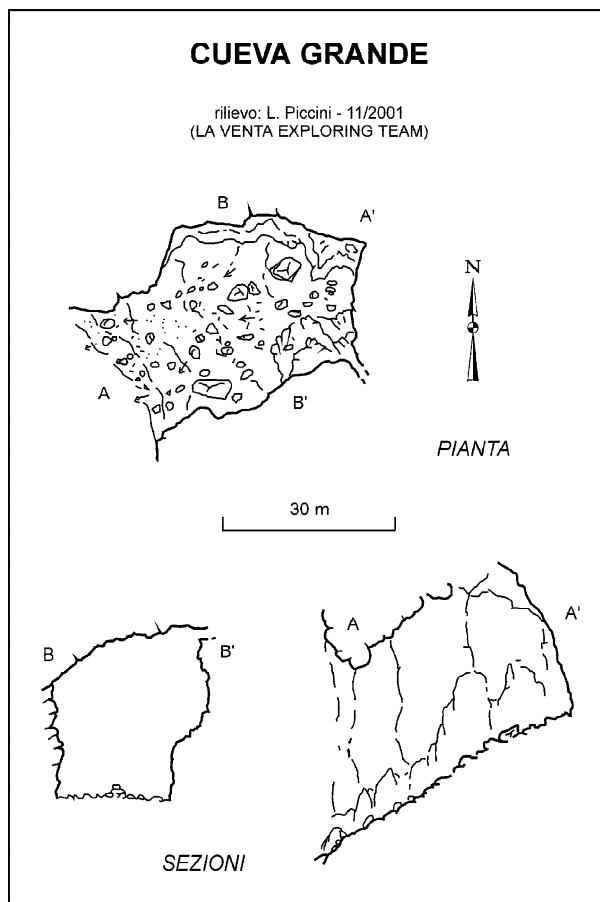 CUEVA GRANDE
rilievo: L. Piccini - 11/2001
(LA VENTA EXPLORING TEAM)
B
A'
N
A
B'
PIANTA
30 m
A
A'
B
B'
SEZIONI